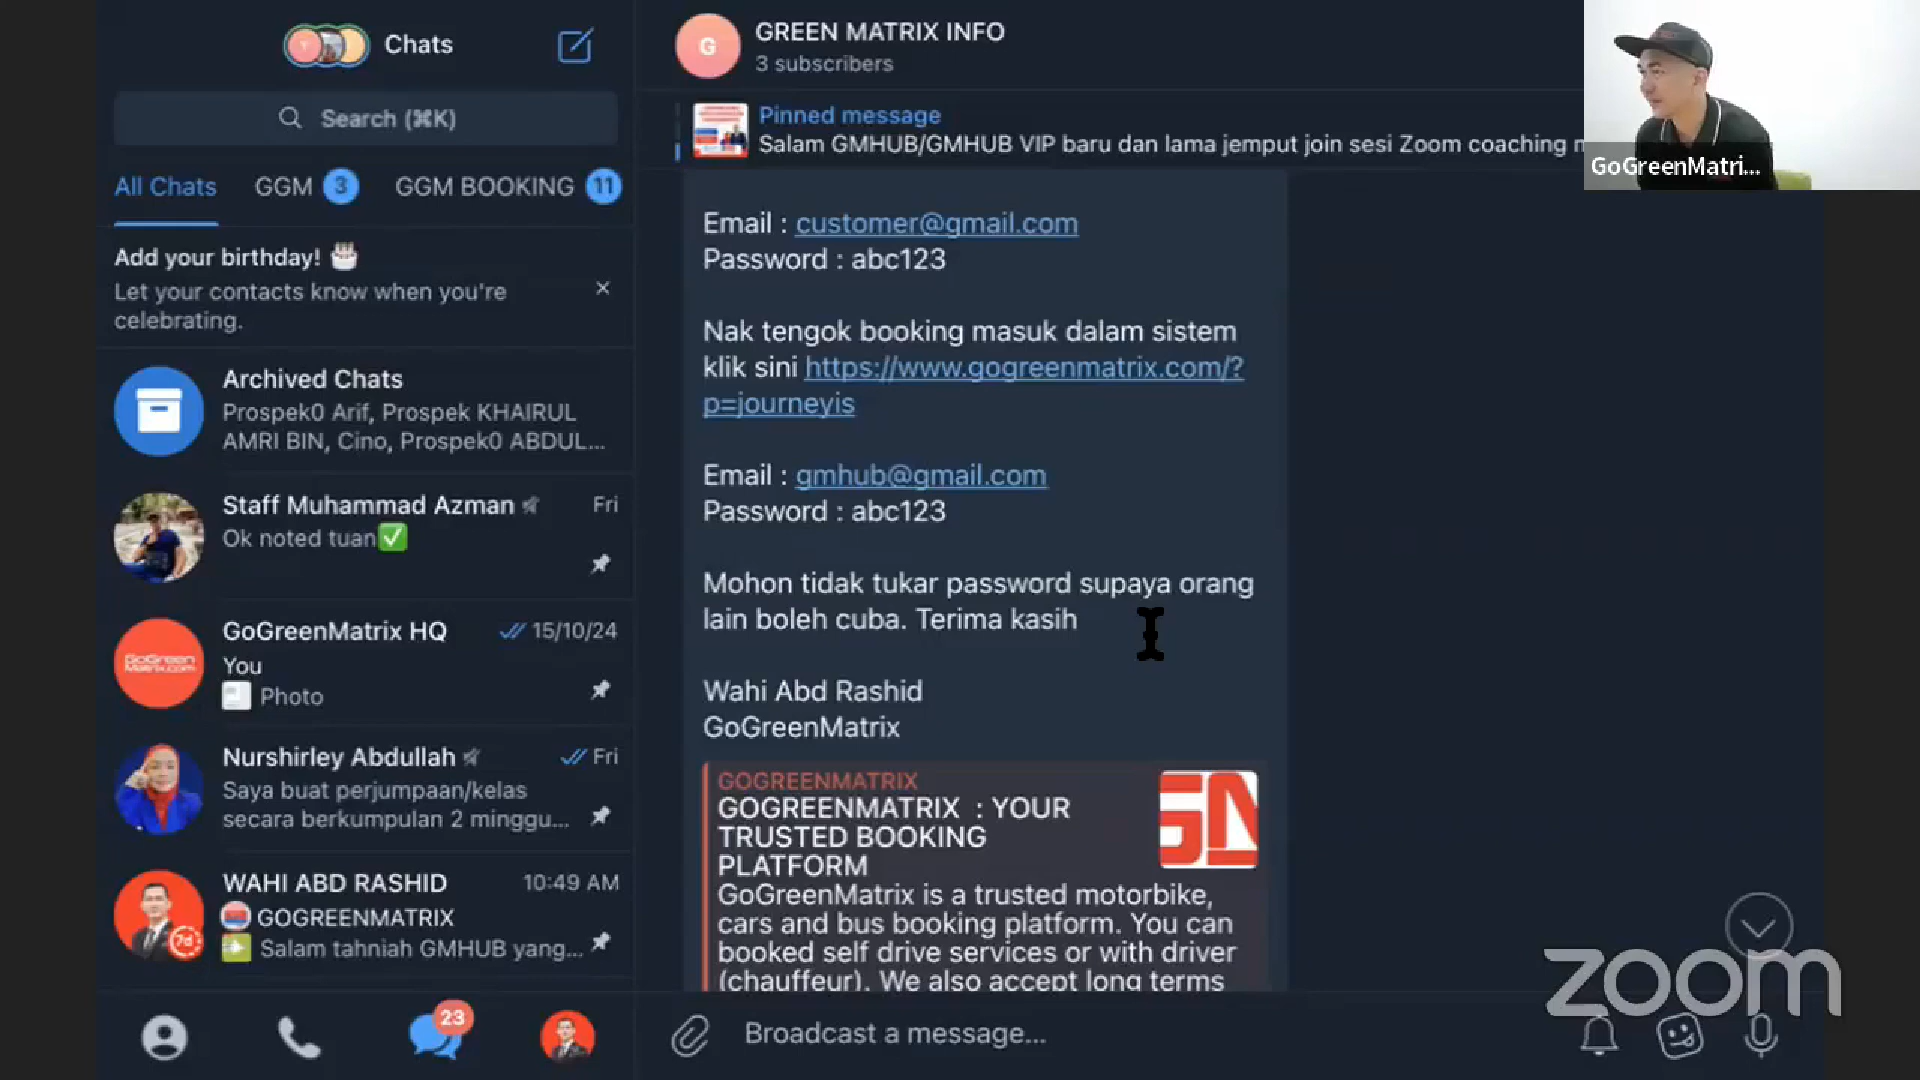 Chats
Search (⌘K)
All Chats
GGM 3
GGM BOOKING 11
Add your birthday! 🎂
Let your contacts know when you're
celebrating.
Archived Chats
Prospek0 Arif, Prospek KHAIRUL
AMRI BIN, Cino, Prospek0 ABDUL...
Staff Muhammad Azman
Fri
Ok noted tuan✅
GoGreenMatrix HQ
15/10/24
You
Photo
GoGreen
Matrix.com
Nurshirley Abdullah
Fri
Saya buat perjumpaan/kelas
secara berkumpulan 2 minggu...
WAHI ABD RASHID
10:49 AM
GOGREENMATRIX
Salam tahniah GMHUB yang...
7d
23
G
GREEN MATRIX INFO
3 subscribers
Pinned message
Salam GMHUB/GMHUB VIP baru dan lama jemput join sesi Zoom coaching
GoGreenMatri...
Email : customer@gmail.com
Password : abc123
Nak tengok booking masuk dalam sistem
klik sini https://www.gogreenmatrix.com/?
p=journeyis
Email : gmhub@gmail.com
Password : abc123
Mohon tidak tukar password supaya orang
lain boleh cuba. Terima kasih
Wahi Abd Rashid
GoGreenMatrix
GOGREENMATRIX
GOGREENMATRIX : YOUR
TRUSTED BOOKING
PLATFORM
GoGreenMatrix is a trusted motorbike,
cars and bus booking platform. You can
booked self drive services or with driver
(chauffeur). We also accept long terms
GM
Broadcast a message...
zoom